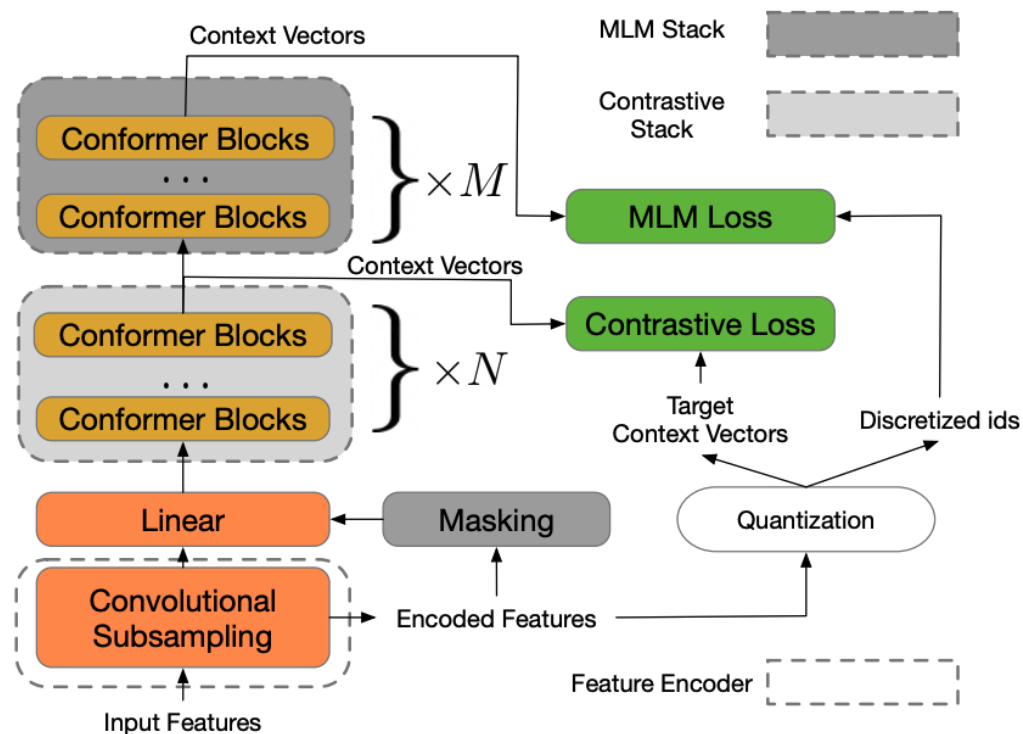 Context Vectors
MLM Stack
Contrastive
Stack
Conformer Blocks
. . .
Conformer Blocks
} × M
MLM Loss
Context Vectors
Conformer Blocks
. . .
Conformer Blocks
} × N
Contrastive Loss
Target
Context Vectors
Discretized ids
Linear
Masking
Quantization
Convolutional
Subsampling
Encoded Features
Feature Encoder
Input Features